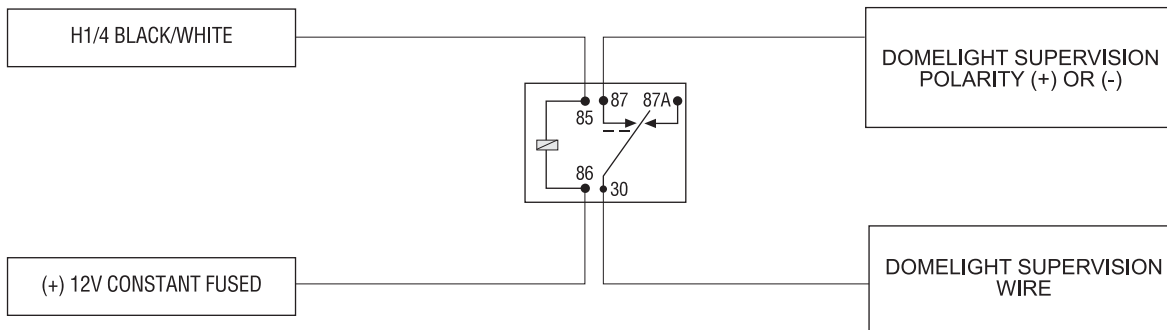 H1/4 BLACK/WHITE
DOMELIGHT SUPERVISION
POLARITY (+) OR (-)
87 87A
85
86
30
(+) 12V CONSTANT FUSED
DOMELIGHT SUPERVISION
WIRE